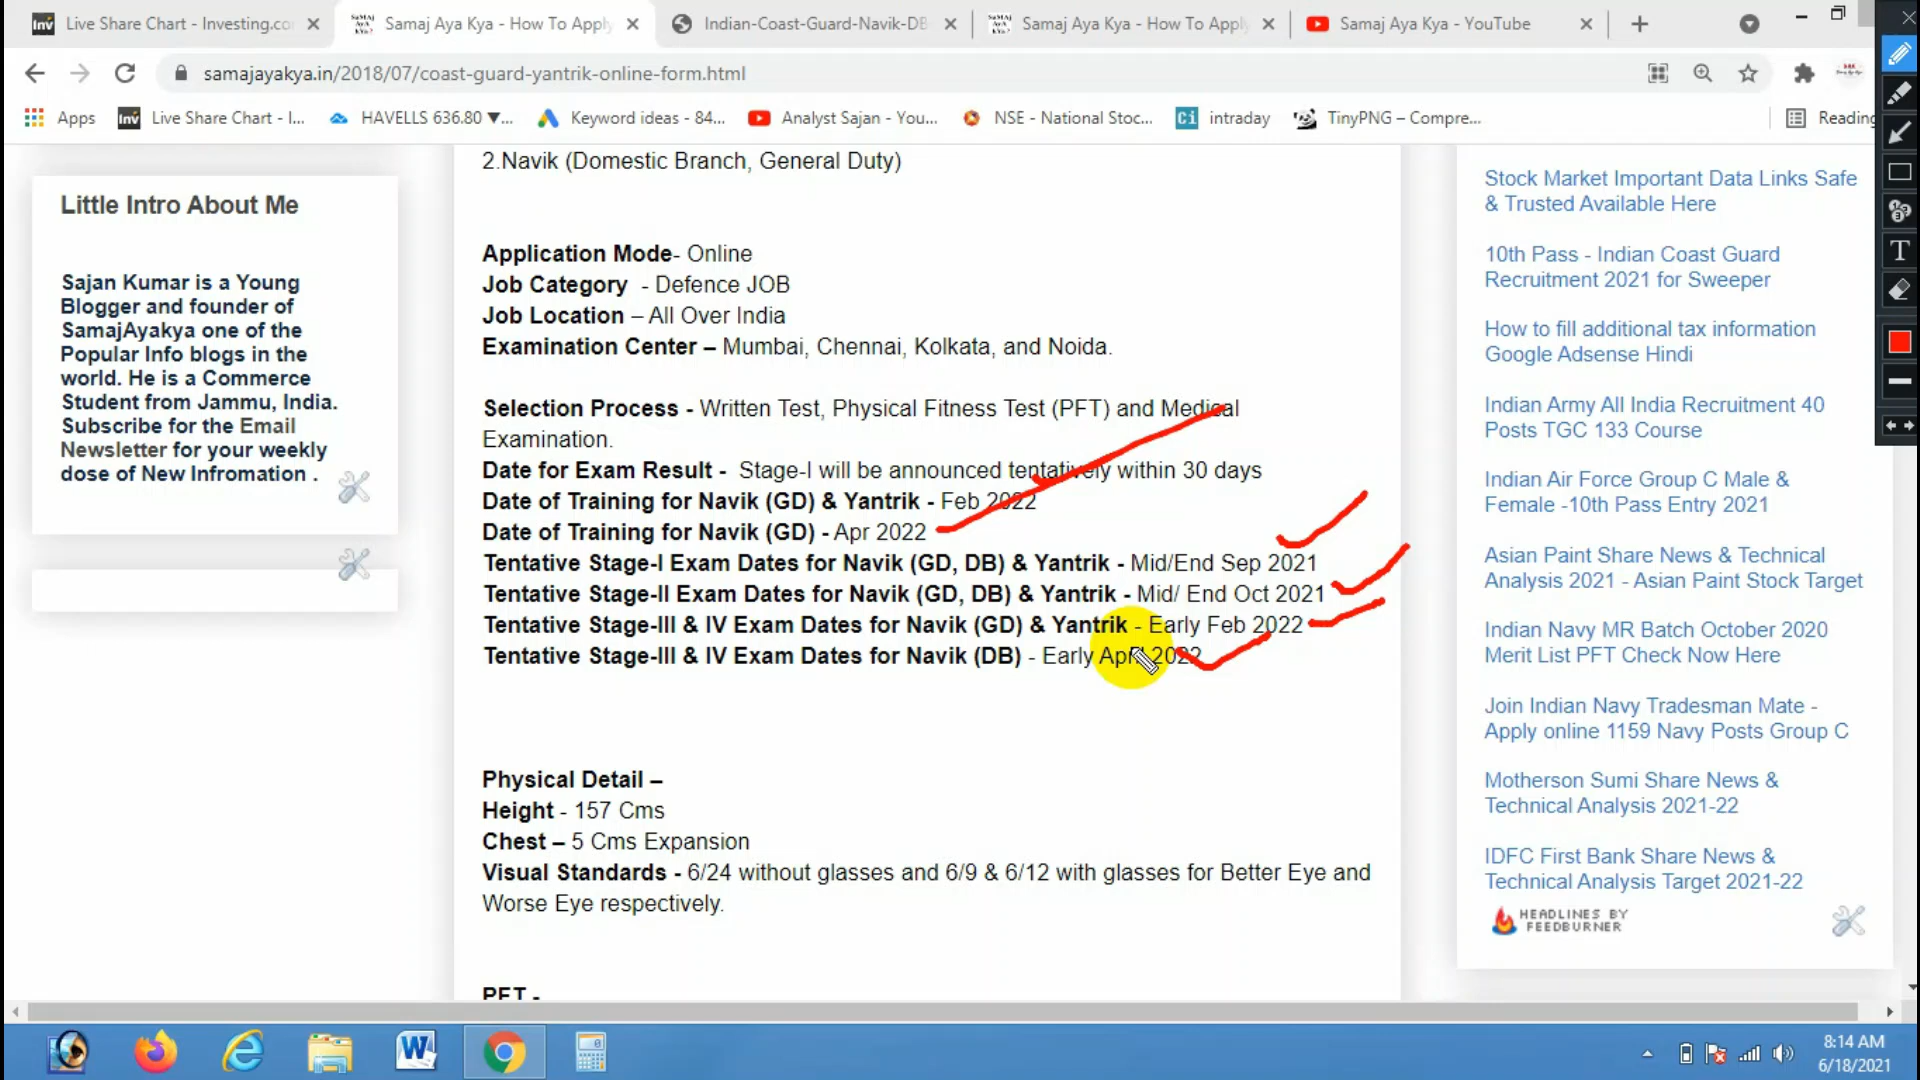 Live Share Chart - Investing.co
Samaj Aya Kya - How To Apply
Indian-Coast-Guard-Navik-DB
Samaj Aya Kya - How To Apply
Samaj Aya Kya - YouTube
samajayakya.in/2018/07/coast-guard-yantrik-online-form.html
Apps
Live Share Chart - I...
HAVELLS 636.80 ▼...
Keyword ideas - 84...
Analyst Sajan - You...
NSE - National Stoc...
intraday
TinyPNG – Compre...
Reading
Little Intro About Me
Sajan Kumar is a Young
Blogger and founder of
SamajAyakya one of the
Popular Info blogs in the
world. He is a Commerce
Student from Jammu, India.
Subscribe for the Email
Newsletter for your weekly
dose of New Infromation .
2.Navik (Domestic Branch, General Duty)
Application Mode- Online
Job Category - Defence JOB
Job Location – All Over India
Examination Center – Mumbai, Chennai, Kolkata, and Noida.
Selection Process - Written Test, Physical Fitness Test (PFT) and Medical
Examination.
Date for Exam Result - Stage-I will be announced tentatively within 30 days
Date of Training for Navik (GD) & Yantrik - Feb 2022
Date of Training for Navik (GD) - Apr 2022
Tentative Stage-I Exam Dates for Navik (GD, DB) & Yantrik - Mid/End Sep 2021
Tentative Stage-II Exam Dates for Navik (GD, DB) & Yantrik - Mid/ End Oct 2021
Tentative Stage-III & IV Exam Dates for Navik (GD) & Yantrik - Early Feb 2022
Tentative Stage-III & IV Exam Dates for Navik (DB) - Early April 2022
Physical Detail –
Height - 157 Cms
Chest – 5 Cms Expansion
Visual Standards - 6/24 without glasses and 6/9 & 6/12 with glasses for Better Eye and
Worse Eye respectively.
PFT -
Stock Market Important Data Links Safe
& Trusted Available Here
10th Pass - Indian Coast Guard
Recruitment 2021 for Sweeper
How to fill additional tax information
Google Adsense Hindi
Indian Army All India Recruitment 40
Posts TGC 133 Course
Indian Air Force Group C Male &
Female -10th Pass Entry 2021
Asian Paint Share News & Technical
Analysis 2021 - Asian Paint Stock Target
Indian Navy MR Batch October 2020
Merit List PFT Check Now Here
Join Indian Navy Tradesman Mate -
Apply online 1159 Navy Posts Group C
Motherson Sumi Share News &
Technical Analysis 2021-22
IDFC First Bank Share News &
Technical Analysis Target 2021-22
HEADLINES BY
FEEDBURNER
8:14 AM
6/18/2021